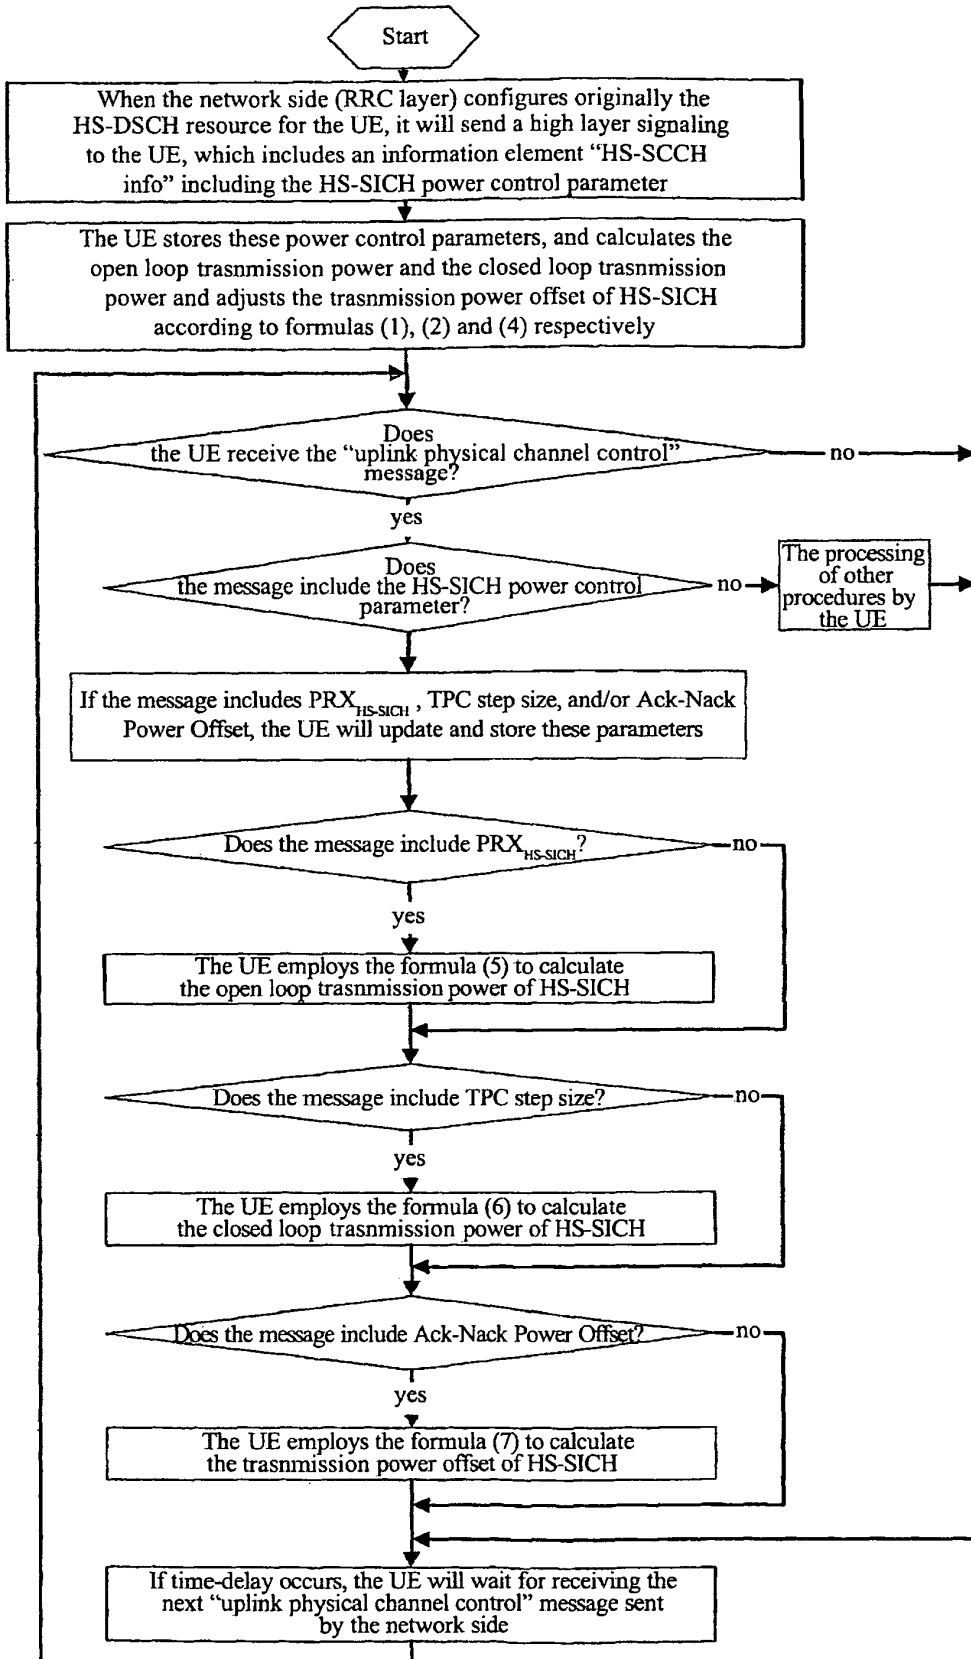 Start
When the network side (RRC layer) configures originally the
HS-DSCH resource for the UE, it will send a high layer signaling
to the UE, which includes an information element “HS-SCCH
info” including the HS-SICH power control parameter
The UE stores these power control parameters, and calculates the
open loop trasnmission power and the closed loop trasnmission
power and adjusts the trasnmission power offset of HS-SICH
according to formulas (1), (2) and (4) respectively
Does
the UE receive the “uplink physical channel control”
message?
no
yes
Does
the message include the HS-SICH power control
parameter?
no
The processing
of other
procedures by
the UE
If the message includes PRX HS-SICH , TPC step size, and/or Ack-Nack
Power Offset, the UE will update and store these parameters
Does the message include PRX HS-SICH?
no
yes
The UE employs the formula (5) to calculate
the open loop trasnmission power of HS-SICH
Does the message include TPC step size?
no
yes
The UE employs the formula (6) to calculate
the closed loop trasnmission power of HS-SICH
Does the message include Ack-Nack Power Offset?
no
yes
The UE employs the formula (7) to calculate
the trasnmission power offset of HS-SICH
If time-delay occurs, the UE will wait for receiving the
next “uplink physical channel control” message sent
by the network side